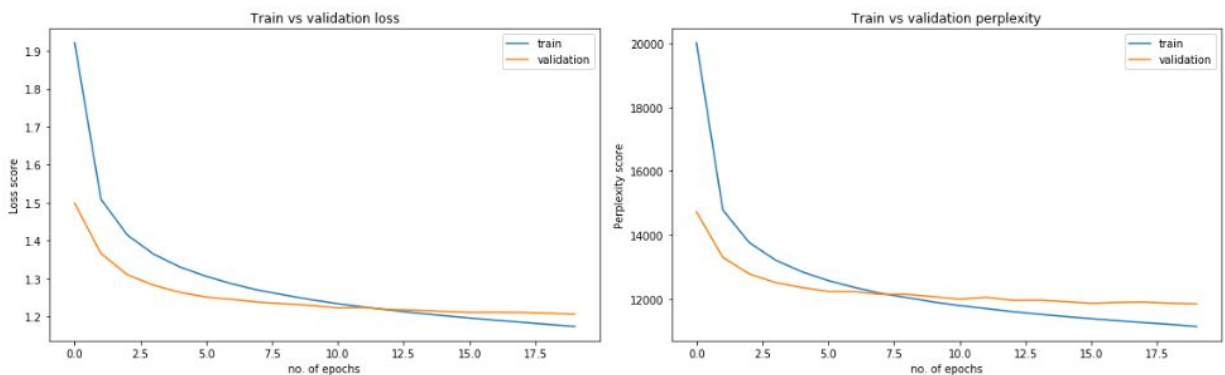 Train vs validation loss
train
validation
Loss score
1.9
1.8
1.7
1.6
1.5
1.4
1.3
1.2
0.0 2.5 5.0 7.5 10.0 12.5 15.0 17.5
no. of epochs
Train vs validation perplexity
train
validation
Perplexity score
20000
18000
16000
14000
12000
0.0 2.5 5.0 7.5 10.0 12.5 15.0 17.5
no. of epochs